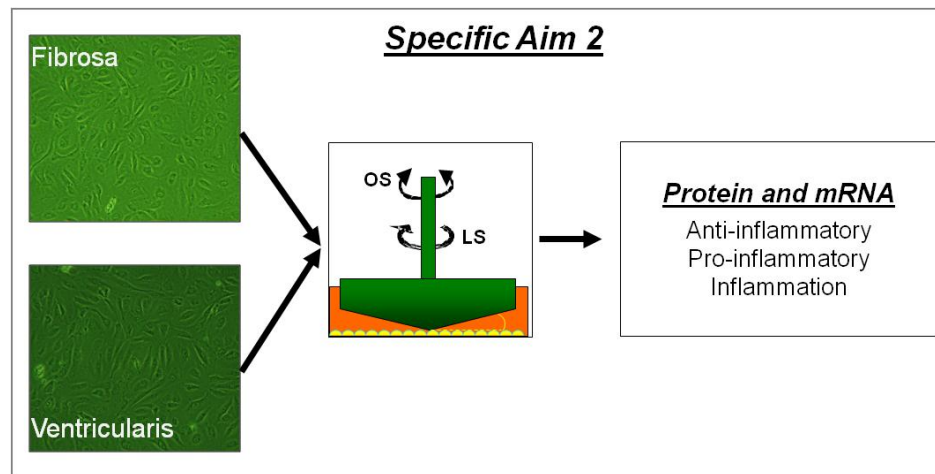 Specific Aim 2
Fibrosa
OS
LS
Protein and mRNA
Anti-inflammatory
Pro-inflammatory
Inflammation
Ventricularis